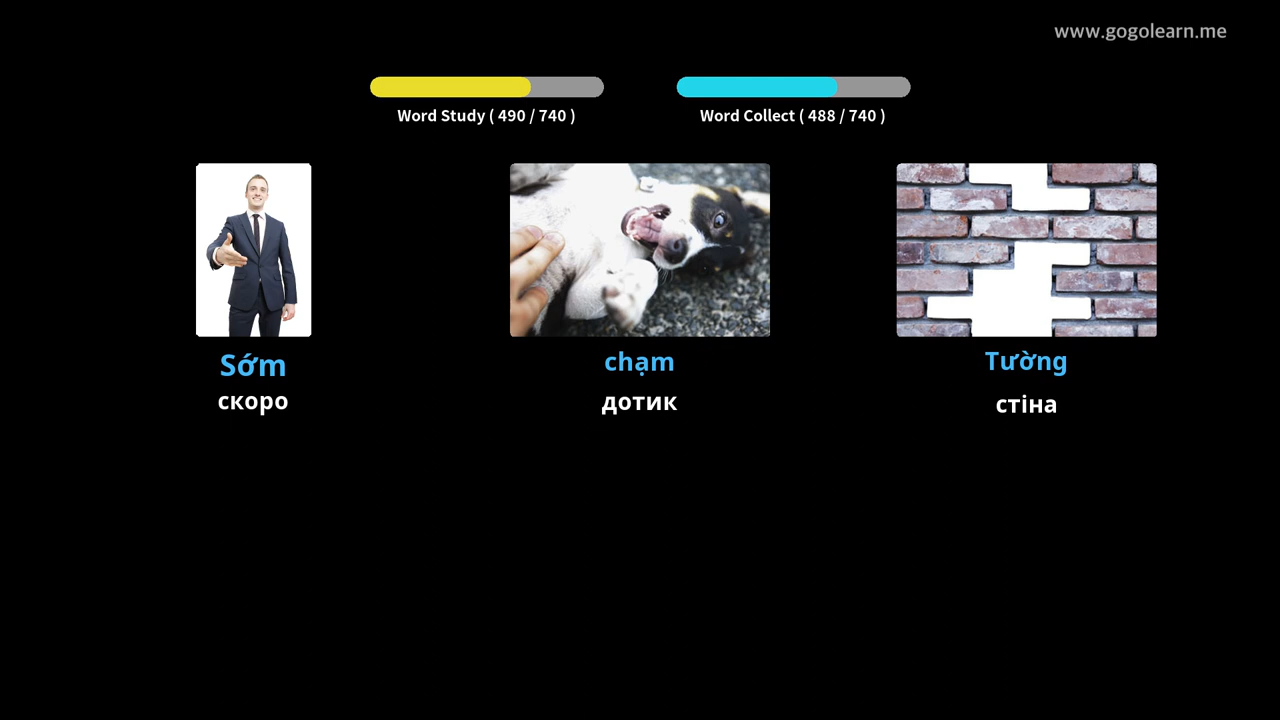 www.gogolearn.me
Word Study ( 490 / 740 )
Word Collect ( 488 / 740 )
Sớm
скоро
chạm
дотик
Tường
стіна